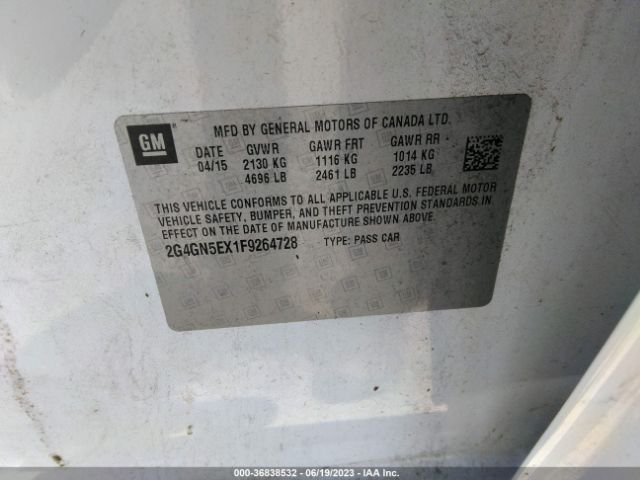 GM
MFD BY GENERAL MOTORS OF CANADA LTD.
DATE GVWR GAWR FRT GAWR RR
04/15 2130 KG 1116 KG 1014 KG
4696 LB 2461 LB 2235 LB
THIS VEHICLE CONFORMS TO ALL APPLICABLE U.S. FEDERAL MOTOR
VEHICLE SAFETY, BUMPER, AND THEFT PREVENTION STANDARDS IN
EFFECT ON THE DATE OF MANUFACTURE SHOWN ABOVE.
2G4GN5EX1F9264728 TYPE: PASS CAR
000-36838532 - 06/19/2023 - IAA Inc.